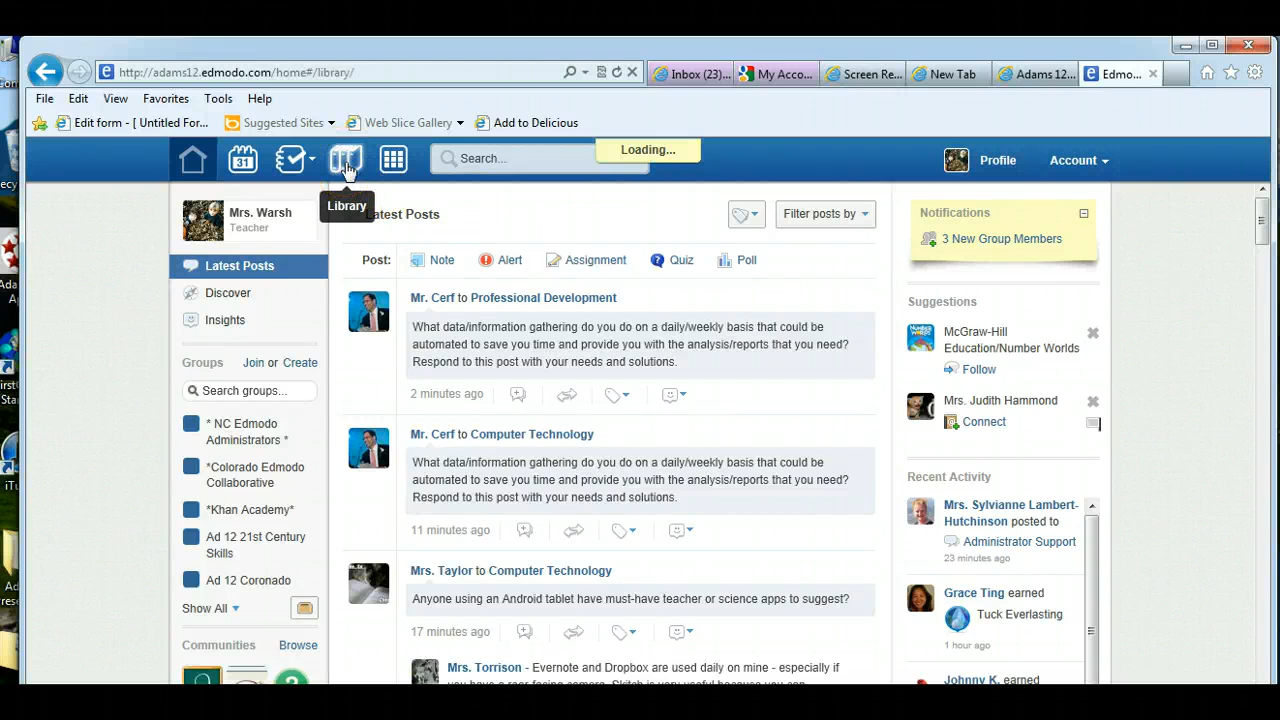 http://adams12.edmodo.com/home#/library/
Inbox (23)...
My Acco...
Screen Re...
New Tab
Adams 12...
Edmo...
File Edit View Favorites Tools Help
Edit form - [ Untitled For...
Suggested Sites
Web Slice Gallery
Add to Delicious
31
Search...
Loading...
Profile
Account
Library
Mrs. Warsh
Teacher
Latest Posts
Discover
Insights
Groups Join or Create
Search groups...
* NC Edmodo
Administrators *
*Colorado Edmodo
Collaborative
*Khan Academy*
Ad 12 21st Century
Skills
Ad 12 Coronado
Show All
Communities Browse
Latest Posts
Filter posts by
Post: Note Alert Assignment Quiz Poll
Mr. Cerf to Professional Development
What data/information gathering do you do on a daily/weekly basis that could be
automated to save you time and provide you with the analysis/reports that you need?
Respond to this post with your needs and solutions.
2 minutes ago
Mr. Cerf to Computer Technology
What data/information gathering do you do on a daily/weekly basis that could be
automated to save you time and provide you with the analysis/reports that you need?
Respond to this post with your needs and solutions.
11 minutes ago
Mrs. Taylor to Computer Technology
Anyone using an Android tablet have must-have teacher or science apps to suggest?
17 minutes ago
Mrs. Torrison - Evernote and Dropbox are used daily on mine - especially if
Notifications
3 New Group Members
Suggestions
McGraw-Hill
Education/Number Worlds
Follow
Mrs. Judith Hammond
Connect
Recent Activity
Mrs. Sylvianne Lambert-
Hutchinson posted to
Administrator Support
23 minutes ago
Grace Ting earned
Tuck Everlasting
1 hour ago
Johnny K. earned